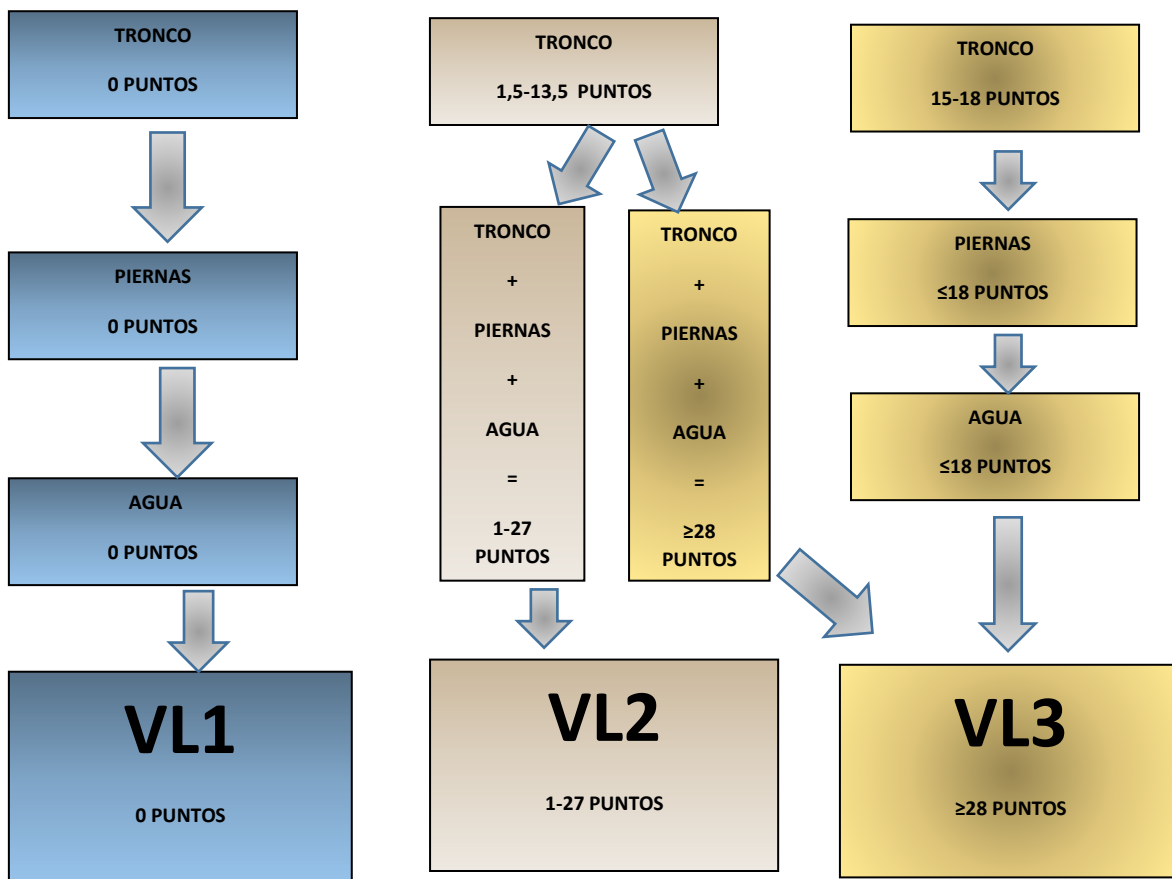 TRONCO
0 PUNTOS
PIERNAS
0 PUNTOS
AGUA
0 PUNTOS
VL1
0 PUNTOS
TRONCO
1,5-13,5 PUNTOS
TRONCO
+
PIERNAS
+
AGUA
=
1-27
PUNTOS
TRONCO
+
PIERNAS
+
AGUA
=
≥28
PUNTOS
VL2
1-27 PUNTOS
TRONCO
15-18 PUNTOS
PIERNAS
≤18 PUNTOS
AGUA
≤18 PUNTOS
VL3
≥28 PUNTOS